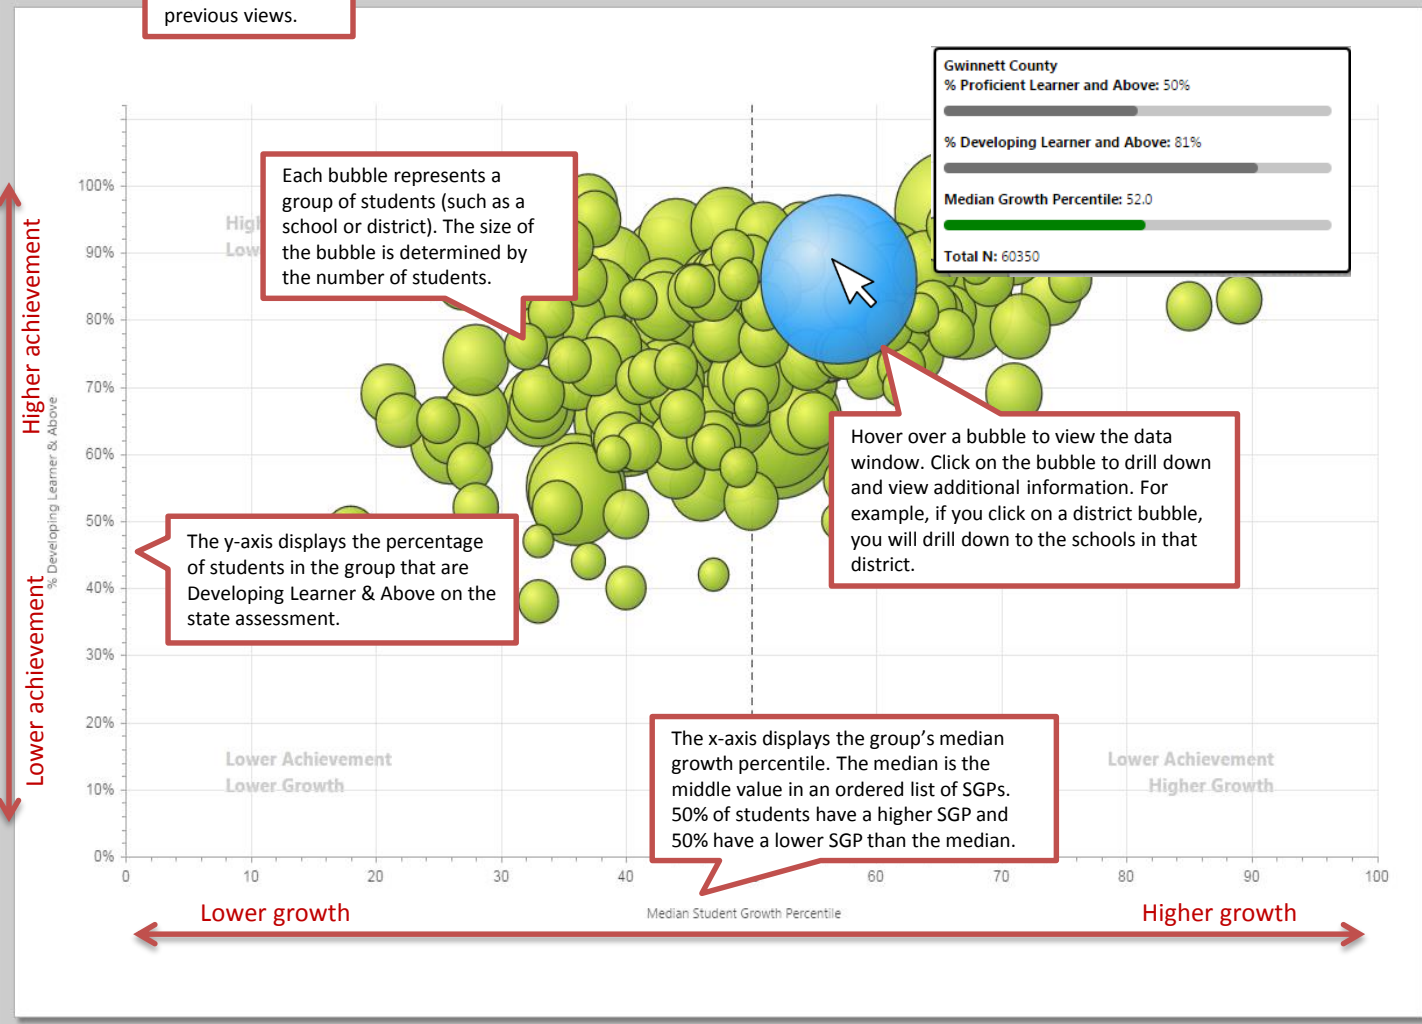 previous views.
Gwinnett County
% Proficient Learner and Above: 50%
% Developing Learner and Above: 81%
Median Growth Percentile: 52.0
Total N: 60350
Each bubble represents a
group of students (such as a
school or district). The size of
the bubble is determined by
the number of students.
Hover over a bubble to view the data
window. Click on the bubble to drill down
and view additional information. For
example, if you click on a district bubble,
you will drill down to the schools in that
district.
The y-axis displays the percentage
of students in the group that are
Developing Learner & Above on the
state assessment.
The x-axis displays the group's median
growth percentile. The median is the
middle value in an ordered list of SGPs.
50% of students have a higher SGP and
50% have a lower SGP than the median.
Higher achievement
Lower achievement
% Developing Learner & Above
100%
90%
80%
70%
60%
50%
40%
30%
20%
10%
0%
Lower Achievement
Lower Growth
Lower Achievement
Higher Growth
0
10
20
30
40
60
70
80
90
100
Lower growth
Median Student Growth Percentile
Higher growth